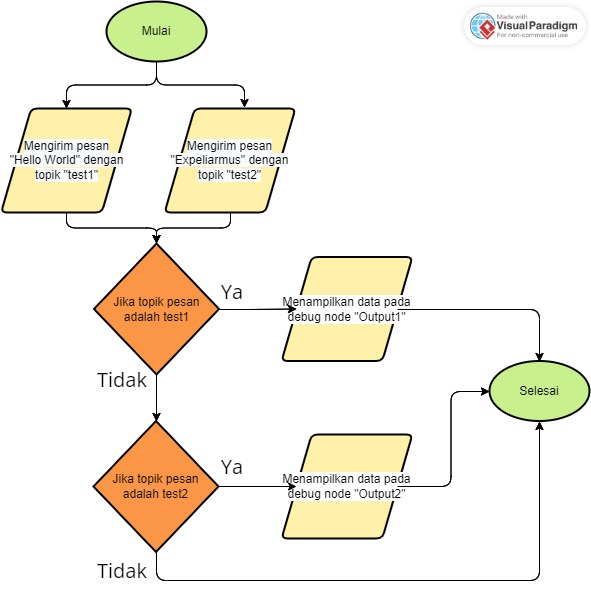 Made with
VisualParadigm
For non-commercial use
Mulai
Mengirim pesan
"Hello World" dengan
topik "test1"
Mengirim pesan
"Expeliarmus" dengan
topik "test2"
Jika topik pesan
adalah test1
Ya
Menampilkan data pada
debug node "Output1"
Tidak
Selesai
Jika topik pesan
adalah test2
Ya
Menampilkan data pada
debug node "Output2"
Tidak